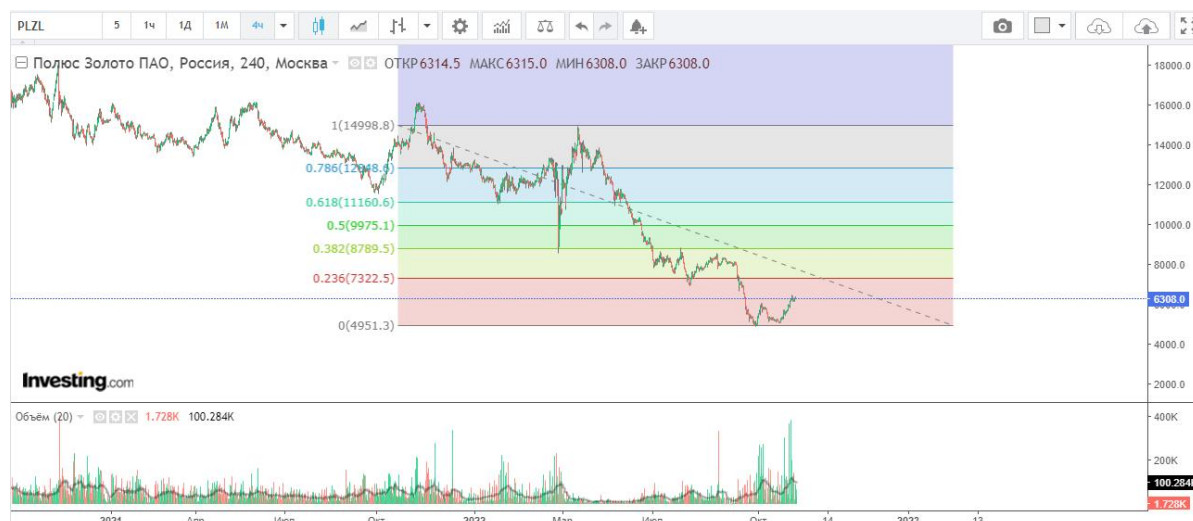 PLZL 5 1ч 1Д 1М 4ч
Полюс Золото ПАО, Россия, 240, Москва ОТКР6314.5 МАКС6315.0 МИН6308.0 ЗАКР6308.0
18000.0
16000.0
1(14998.8)
14000.0
0.786(12848.6)
12000.0
0.618(11160.6)
0.5(9975.1)
10000.0
0.382(8789.5)
8000.0
0.236(7322.5)
6308.0
0(4951.3)
4000.0
Investing.com
2000.0
Объём (20) 1.728K 100.284K
400K
200K
100.284K
1.728K
2021 Апр Июл Окт 2022 Мар Июл Окт 14 2023 13